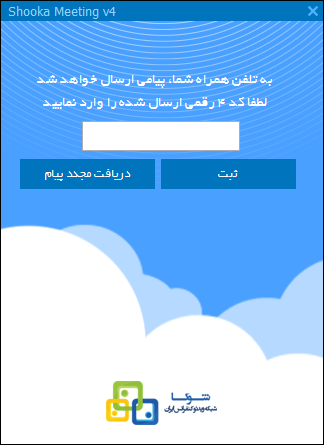 Shooka Meeting v4
به تلفن همراه شما، پیامی ارسال خواهد شد
لطفا کد ۴ رقمی ارسال شده را وارد نمایید
ثبت
دریافت مجدد پیام
شوکا
شبکه ویدئو کنفرانس ایران